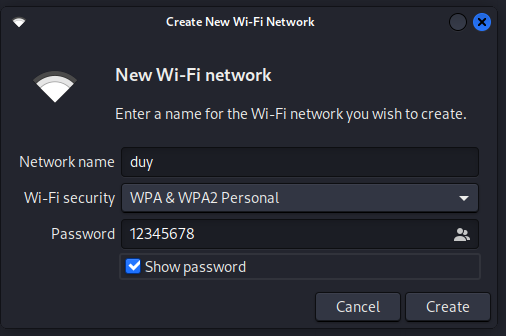 Create New Wi-Fi Network
New Wi-Fi network
Enter a name for the Wi-Fi network you wish to create.
Network name duy
Wi-Fi security WPA & WPA2 Personal
Password 12345678
Show password
Cancel Create